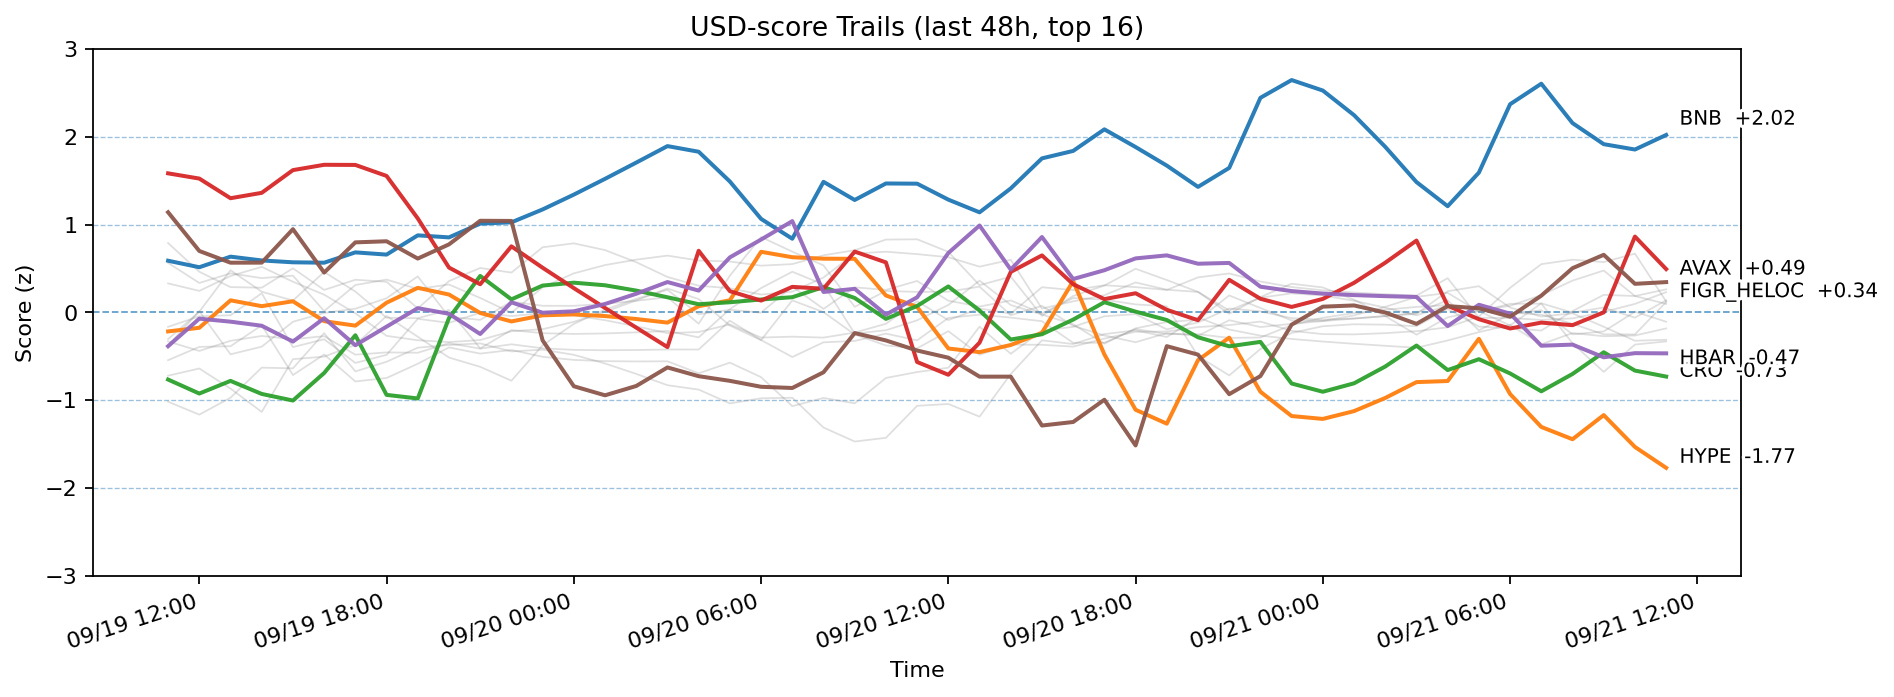 USD-score Trails (last 48h, top 16)
Score (z)
3
2
1
0
−1
−2
−3
BNB +2.02
AVAX +0.49
FIGR_HELOC +0.34
HBAR -0.47
CRO -0.73
HYPE -1.77
09/19 12:00
09/19 18:00
09/20 00:00
09/20 06:00
09/20 12:00
09/20 18:00
09/21 00:00
09/21 06:00
09/21 12:00
Time